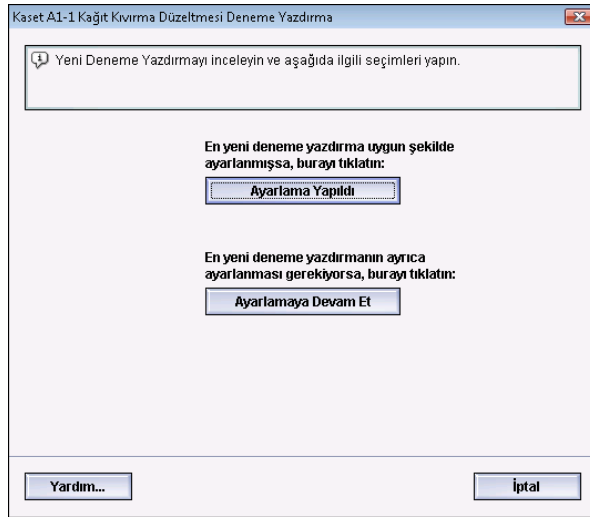 Kaset A1-1 Kağıt Kıvırma Düzeltmesi Deneme Yazdırma
Yeni Deneme Yazdırmayı inceleyin ve aşağıda ilgili seçimleri yapın.
En yeni deneme yazdırma uygun şekilde
ayarlanmışsa, burayı tıklatın:
Ayarlama Yapıldı
En yeni deneme yazdırmanın ayrıca
ayarlanması gerekiyorsa, burayı tıklatın:
Ayarlamaya Devam Et
Yardım...
İptal